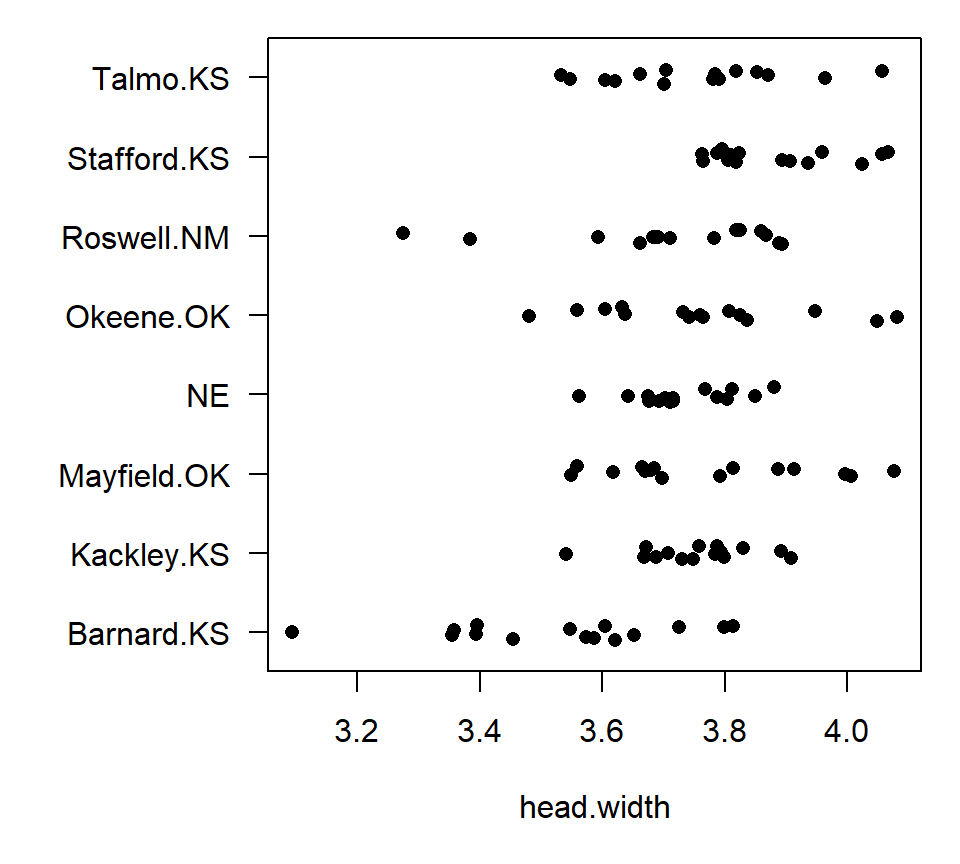 Talmo.KS
Stafford.KS
Roswell.NM
Okeene.OK
NE
Mayfield.OK
Kackley.KS
Barnard.KS
3.2 3.4 3.6 3.8 4.0
head.width